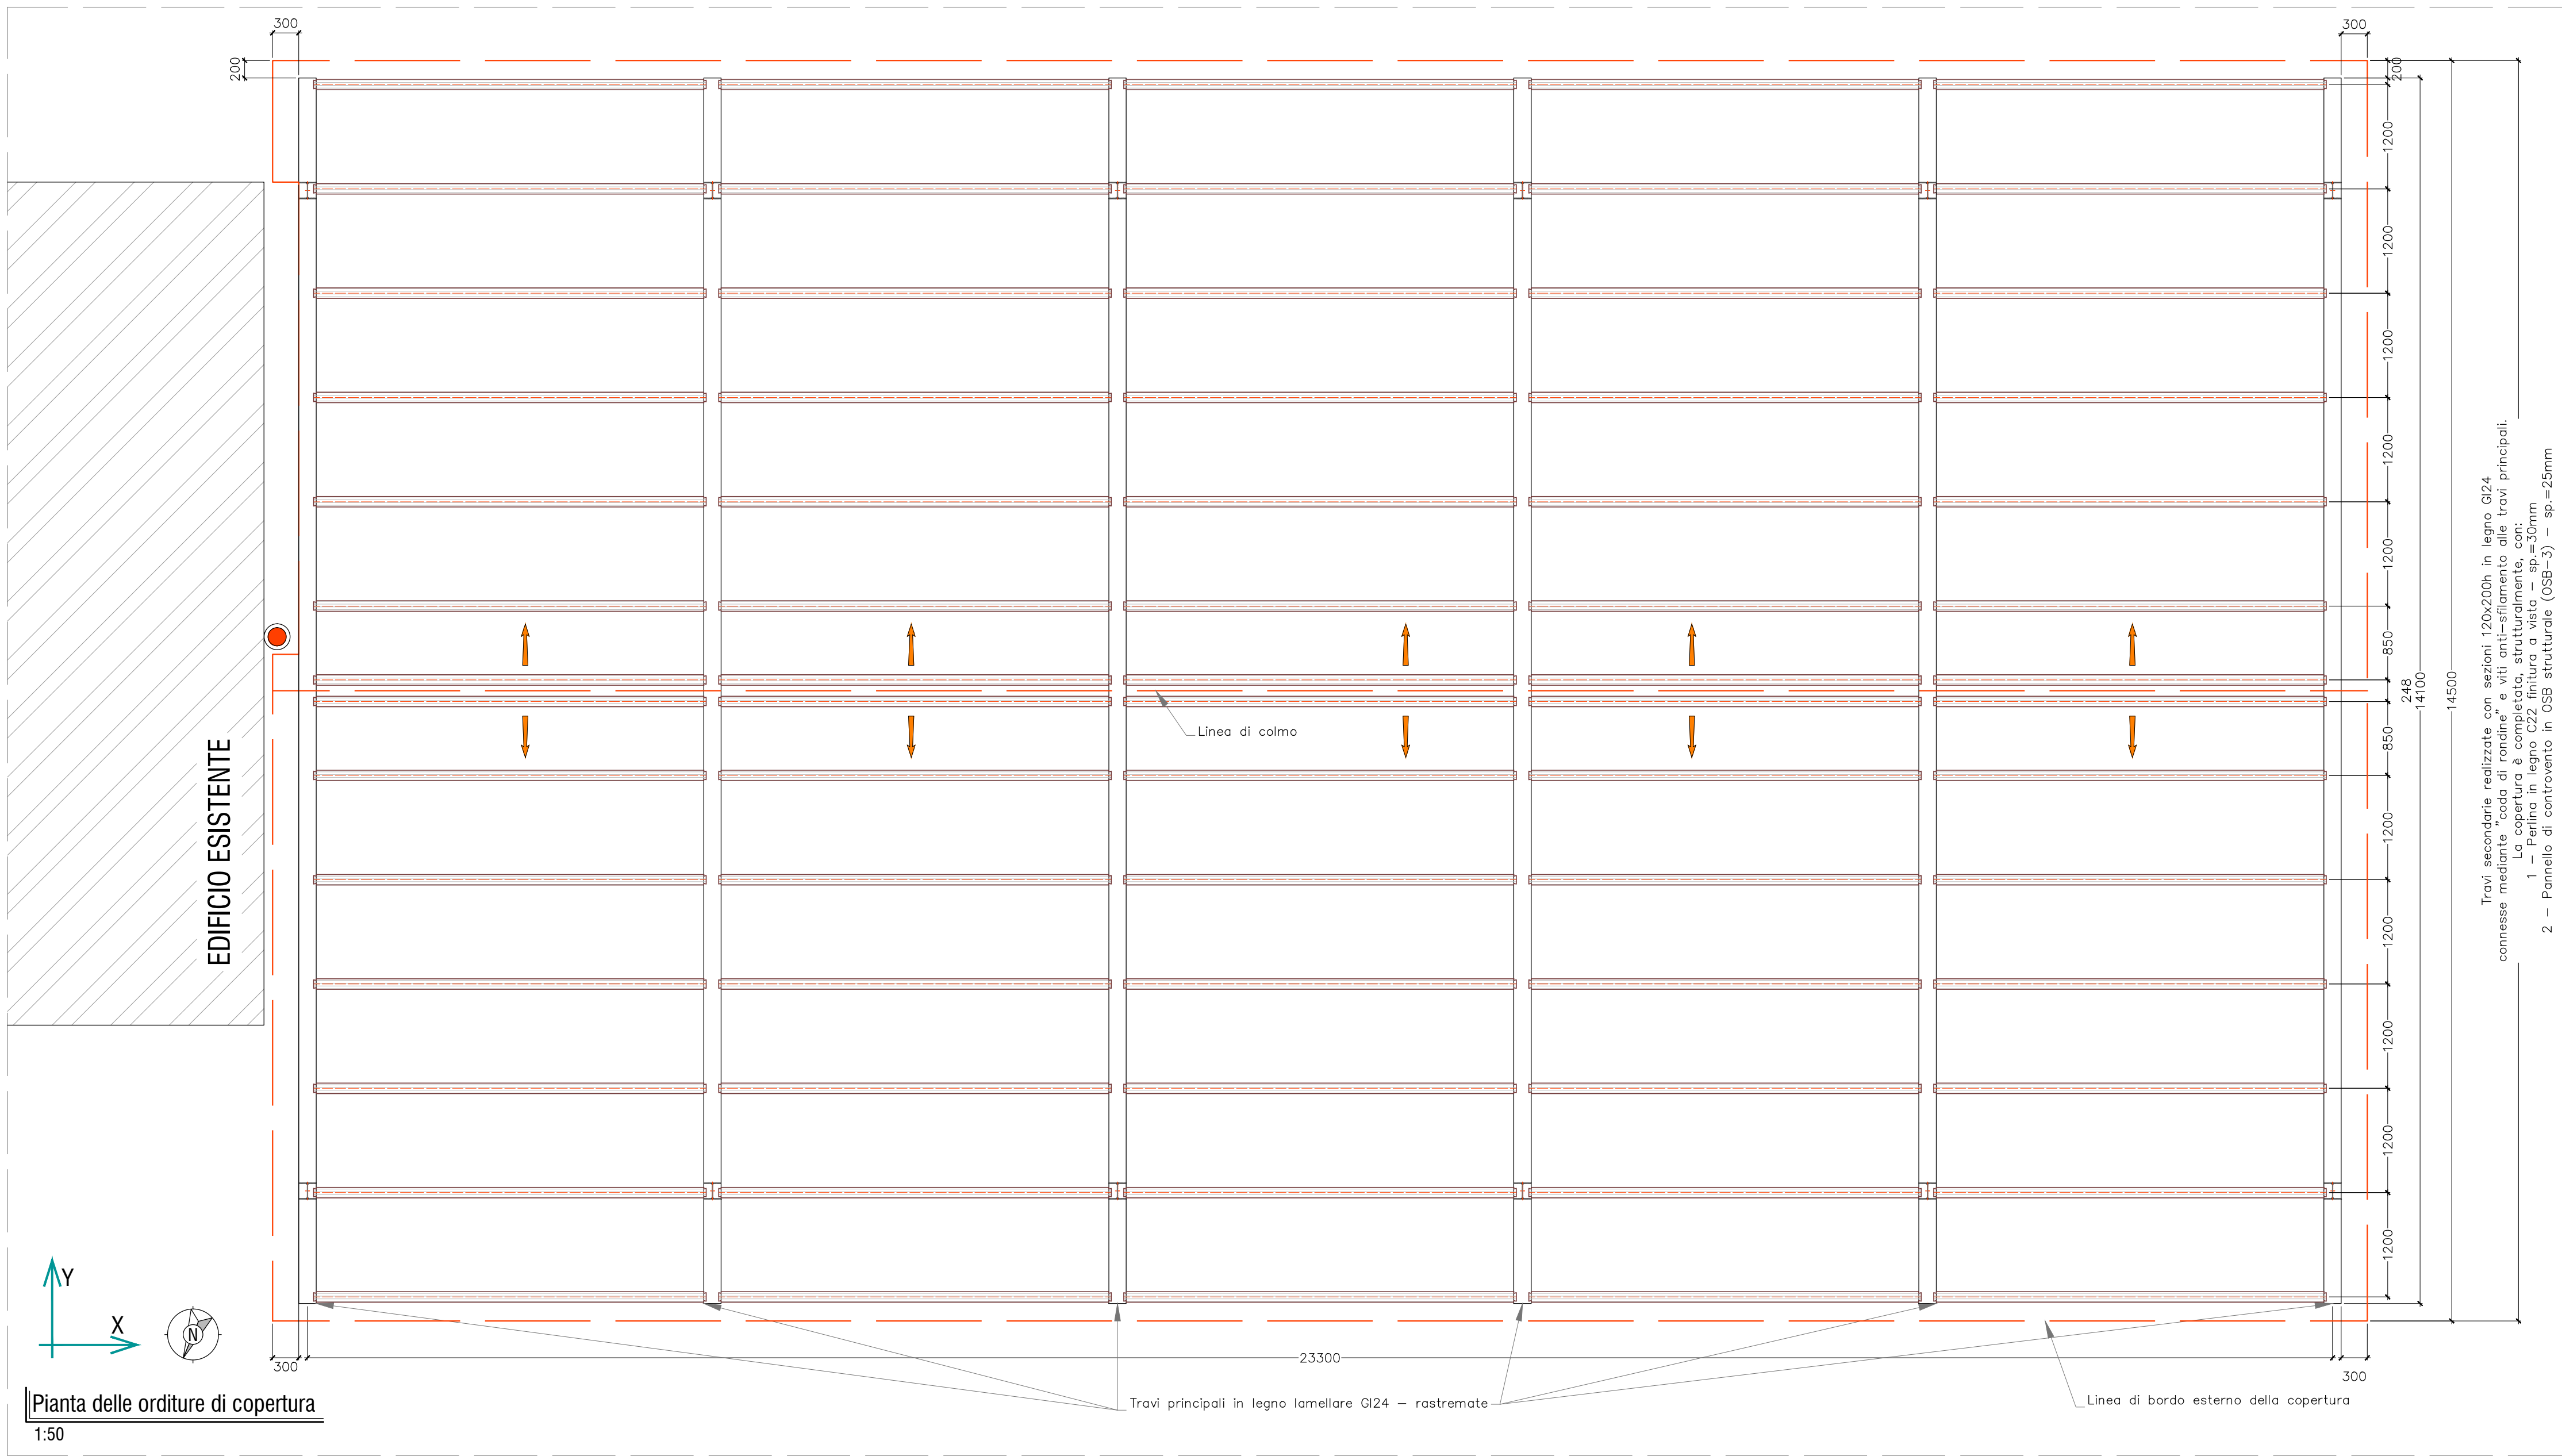 300
300
200
200
1200
1200
1200
1200
1200
850
248
14100
14500
850
1200
1200
1200
1200
1200
Travi secondarie realizzate con sezioni 120x200h in legno Gl24
connesse mediante "coda di rondine" e viti anti-sfilamento alle travi principali.
La copertura è completata, strutturalmente, con:
1 - Perlina in legno C22 finitura a vista - sp.=30mm
2 - Pannello di controvento in OSB strutturale (OSB-3) - sp.=25mm
Linea di colmo
EDIFICIO ESISTENTE
Y
X
N
300
23300
300
Travi principali in legno lamellare Gl24 - rastremate
Linea di bordo esterno della copertura
Pianta delle orditure di copertura
1:50